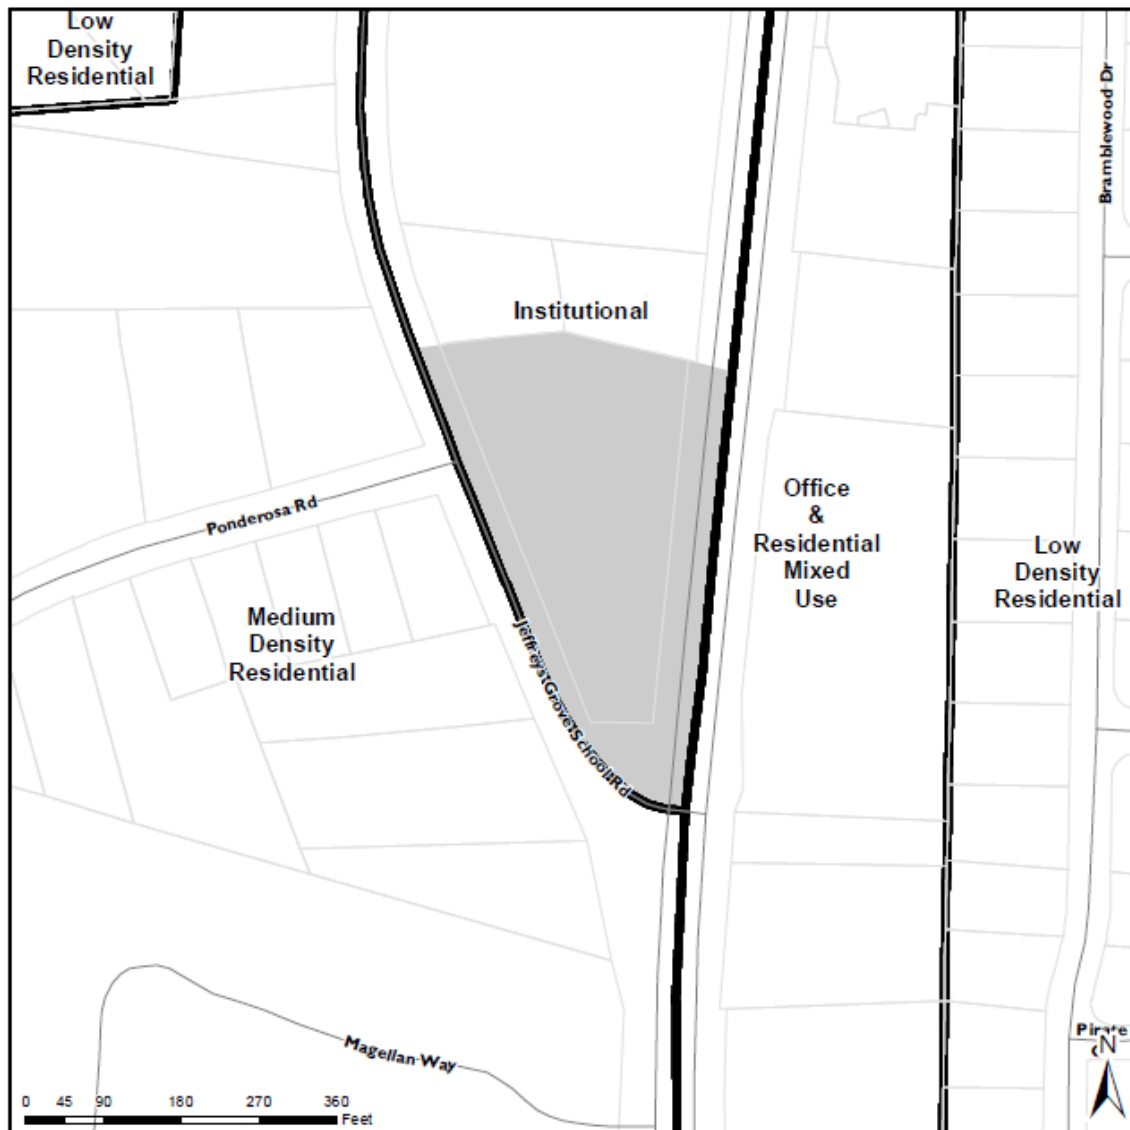 Low
Density
Residential
Bramblewood Dr
Institutional
Office
&
Residential
Mixed
Use
Low
Density
Residential
Ponderosa Rd
Medium
Density
Residential
Jeffreys Grove School Rd
Magellan Way
Pirate
N
0 45 90 180 270 360
Feet